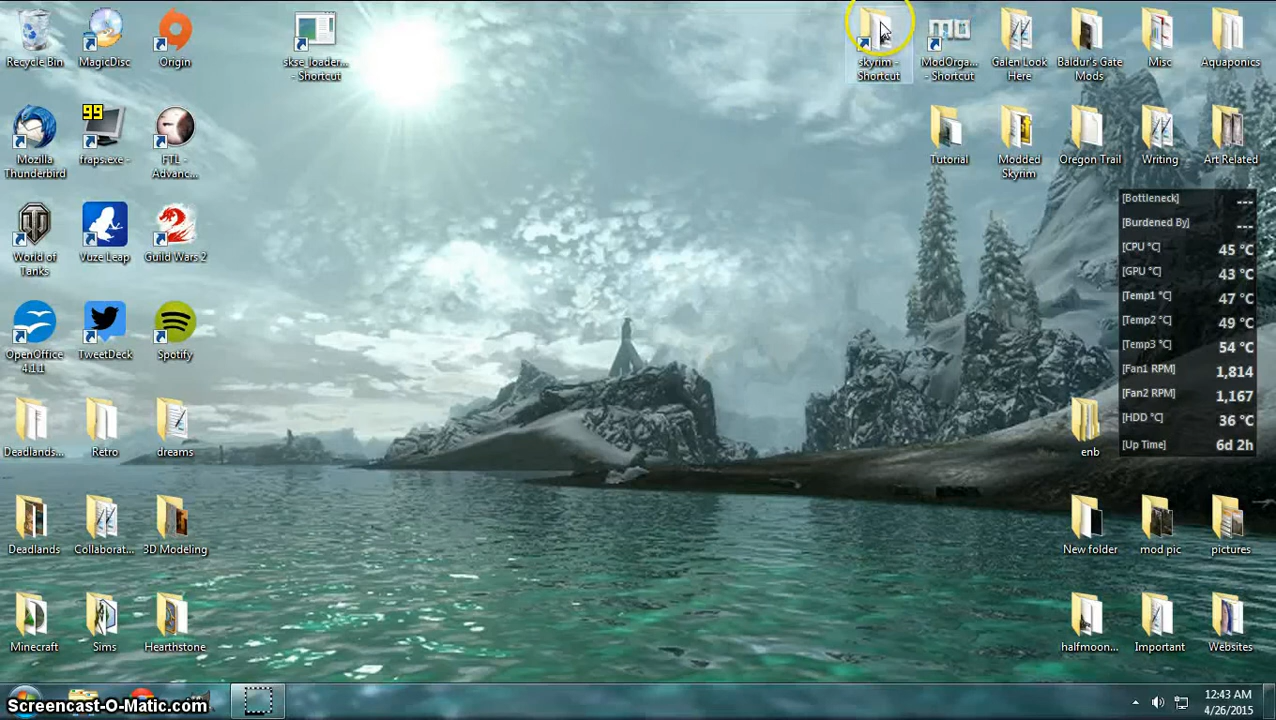 Recycle Bin
MagicDisc
Origin
skse_loader...
- Shortcut
skyrim -
Shortcut
ModOrga...
- Shortcut
Galen Look
Here
Baldur's Gate
Mods
Misc
Aquaponics
Mozilla
Thunderbird
99
fraps.exe -
FTL -
Advanc...
Tutorial
Modded
Skyrim
Oregon Trail
Writing
Art Related
World of
Tanks
Vuze Leap
Guild Wars 2
[Bottleneck] ---
[Burdened By] ---
[CPU °C] 45 °C
[GPU °C] 43 °C
[Temp1 °C] 47 °C
[Temp2 °C] 49 °C
[Temp3 °C] 54 °C
[Fan1 RPM] 1,814
[Fan2 RPM] 1,167
[HDD °C] 36 °C
[Up Time] 6d 2h
OpenOffice
4.1.1
TweetDeck
Spotify
Deadlands...
Retro
dreams
enb
Deadlands
Collaborat...
3D Modeling
New folder
mod pic
pictures
Minecraft
Sims
Hearthstone
halfmoon...
Important
Websites
Screencast-O-Matic.com
12:43 AM
4/26/2015